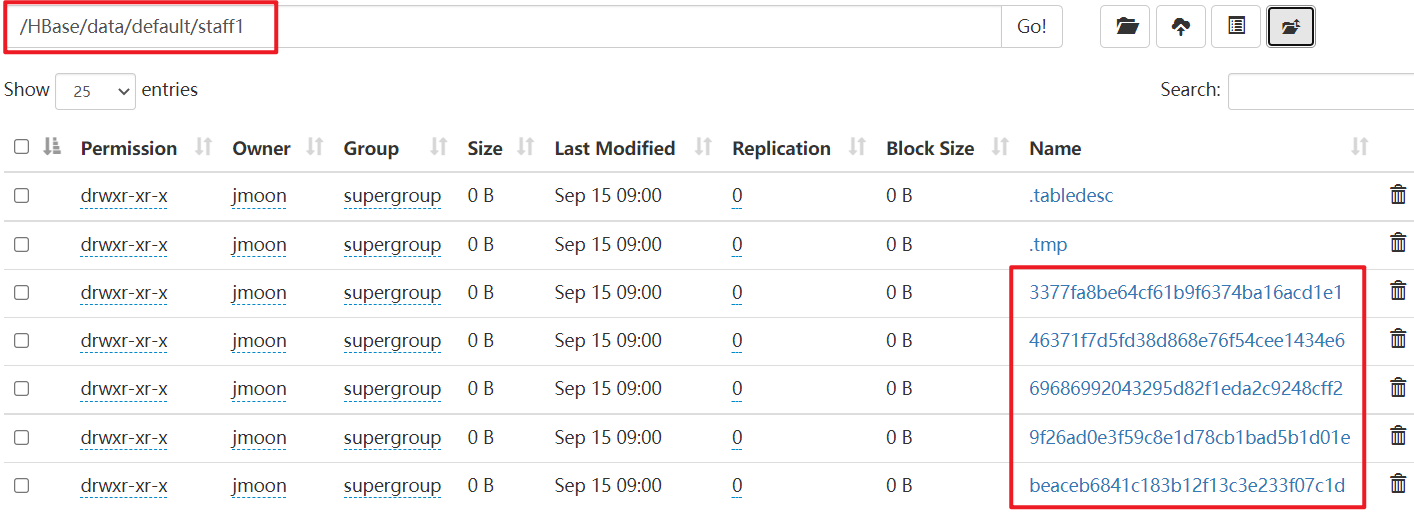 /HBase/data/default/staff1 Go!
Show 25 entries Search:
Permission Owner Group Size Last Modified Replication Block Size Name
drwxr-xr-x jmoon supergroup 0 B Sep 15 09:00 0 0 B .tabledesc
drwxr-xr-x jmoon supergroup 0 B Sep 15 09:00 0 0 B .tmp
drwxr-xr-x jmoon supergroup 0 B Sep 15 09:00 0 0 B 3377fa8be64cf61b9f6374ba16acd1e1
drwxr-xr-x jmoon supergroup 0 B Sep 15 09:00 0 0 B 46371f7d5fd38d868e76f54cee1434e6
drwxr-xr-x jmoon supergroup 0 B Sep 15 09:00 0 0 B 69686992043295d82f1eda2c9248cff2
drwxr-xr-x jmoon supergroup 0 B Sep 15 09:00 0 0 B 9f26ad0e3f59c8e1d78cb1bad5b1d01e
drwxr-xr-x jmoon supergroup 0 B Sep 15 09:00 0 0 B beaceb6841c183b12f13c3e233f07c1d